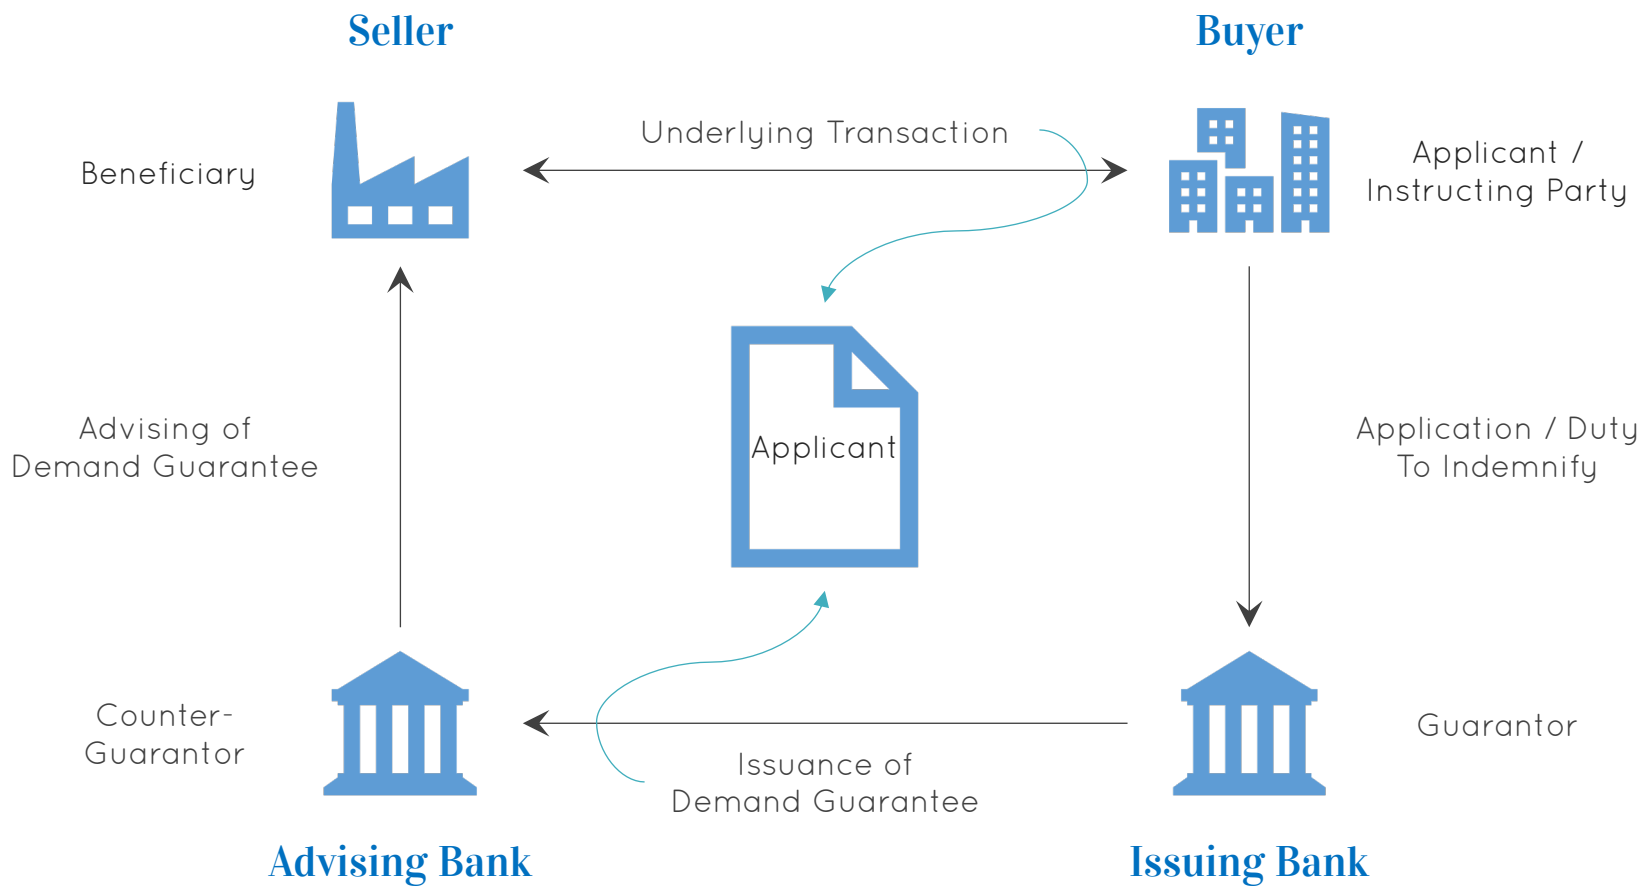 Seller
Buyer
Underlying Transaction
Beneficiary
Applicant /
Instructing Party
Advising of
Demand Guarantee
Applicant
Application / Duty
To Indemnify
Counter-
Guarantor
Guarantor
Issuance of
Demand Guarantee
Advising Bank
Issuing Bank